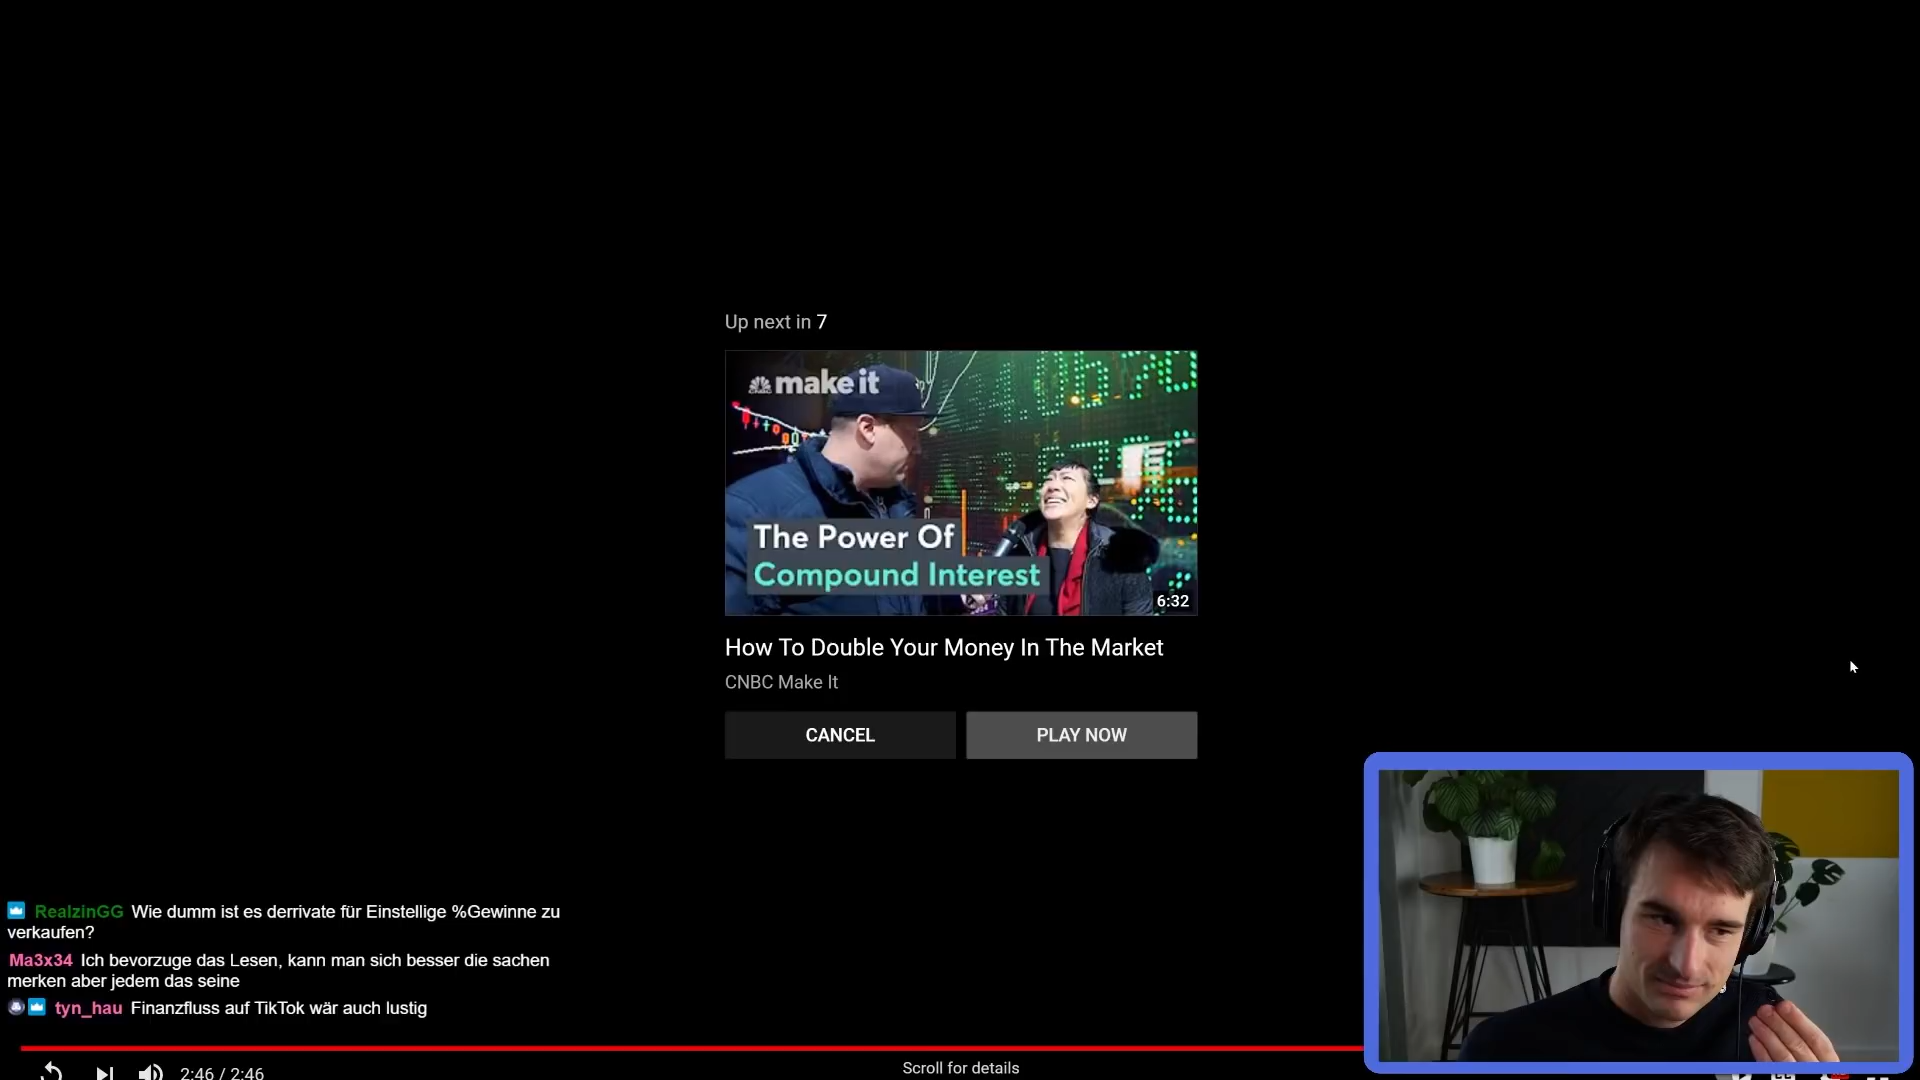 Up next in 7
make it
The Power Of
Compound Interest
6:32
How To Double Your Money In The Market
CNBC Make It
CANCEL
PLAY NOW
RealzinGG Wie dumm ist es derrivate für Einstellige %Gewinne zu
verkaufen?
Ma3x34 Ich bevorzuge das Lesen, kann man sich besser die sachen
merken aber jedem das seine
tyn_hau Finanzfluss auf TikTok wär auch lustig
2:46 / 2:46
Scroll for details